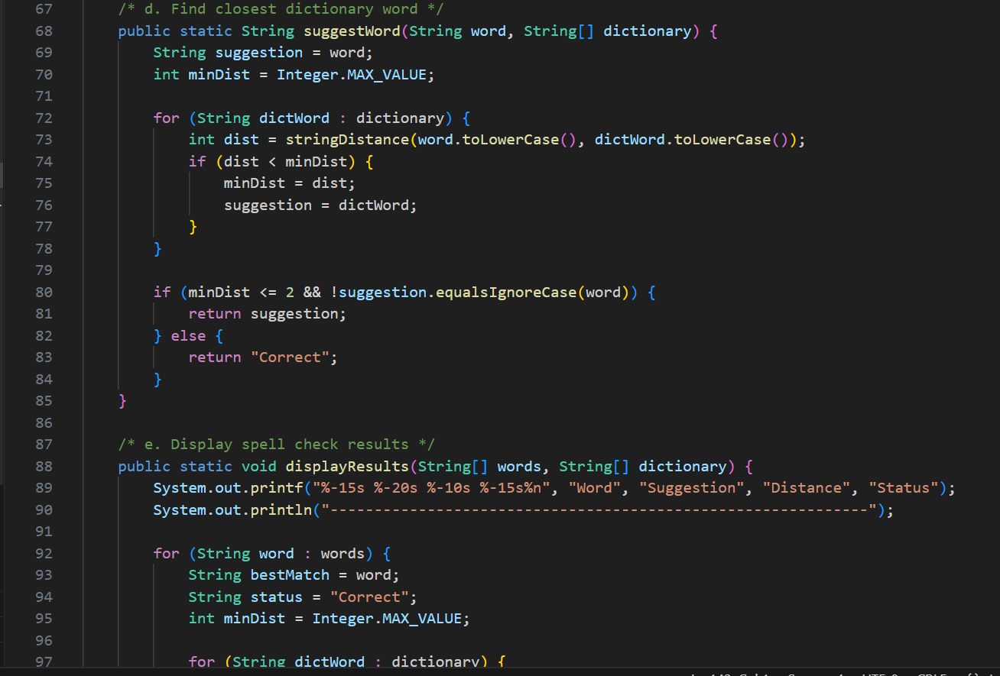 67 /* d. Find closest dictionary word */
68 public static String suggestWord(String word, String[] dictionary) {
69 String suggestion = word;
70 int minDist = Integer.MAX_VALUE;
71
72 for (String dictWord : dictionary) {
73 int dist = stringDistance(word.toLowerCase(), dictWord.toLowerCase());
74 if (dist < minDist) {
75 minDist = dist;
76 suggestion = dictWord;
77 }
78 }
79
80 if (minDist <= 2 && !suggestion.equalsIgnoreCase(word)) {
81 return suggestion;
82 } else {
83 return "Correct";
84 }
85 }
86
87 /* e. Display spell check results */
88 public static void displayResults(String[] words, String[] dictionary) {
89 System.out.printf("%-15s %-20s %-10s %-15s%n", "Word", "Suggestion", "Distance", "Status");
90 System.out.println("-------------------------------------------------------------");
91
92 for (String word : words) {
93 String bestMatch = word;
94 String status = "Correct";
95 int minDist = Integer.MAX_VALUE;
96
97 for (String dictWord : dictionary) {